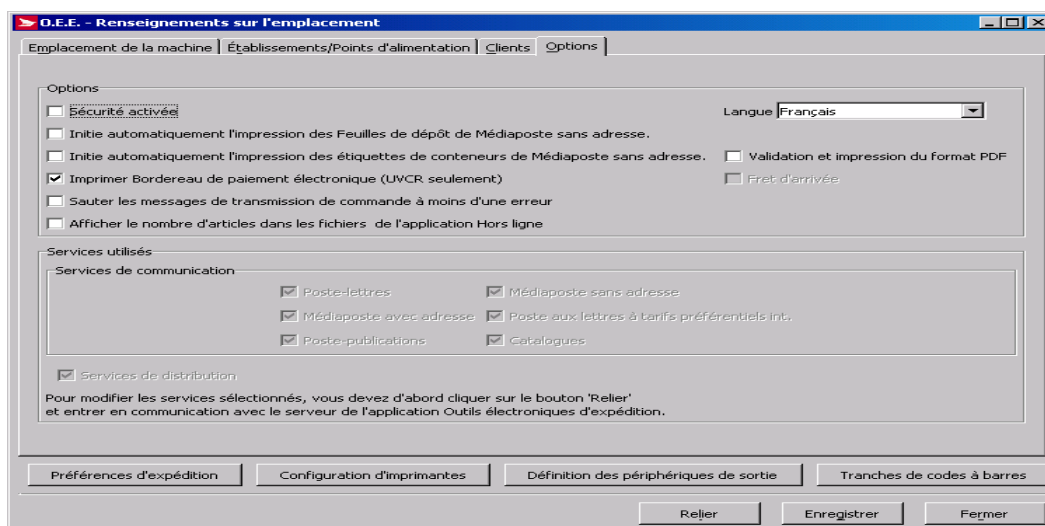 O.E.E. - Renseignements sur l'emplacement
Emplacement de la machine Établissements/Points d'alimentation Clients Options
Options
Sécurité activée Langue Français
Initie automatiquement l'impression des Feuilles de dépôt de Médiaposte sans adresse.
Initie automatiquement l'impression des étiquettes de conteneurs de Médiaposte sans adresse. Validation et impression du format PDF
Imprimer Bordereau de paiement électronique (UVCR seulement) Fret d'arrivée
Sauter les messages de transmission de commande à moins d'une erreur
Afficher le nombre d'articles dans les fichiers de l'application Hors ligne
Services utilisés
Services de communication
Poste-lettres Médiaposte sans adresse
Médiaposte avec adresse Poste aux lettres à tarifs préférentiels int.
Poste-publications Catalogues
Services de distribution
Pour modifier les services sélectionnés, vous devez d'abord cliquer sur le bouton 'Relier'
et entrer en communication avec le serveur de l'application Outils électroniques d'expédition.
Préférences d'expédition Configuration d'imprimantes Définition des périphériques de sortie Tranches de codes à barres
Relier Enregistrer Fermer